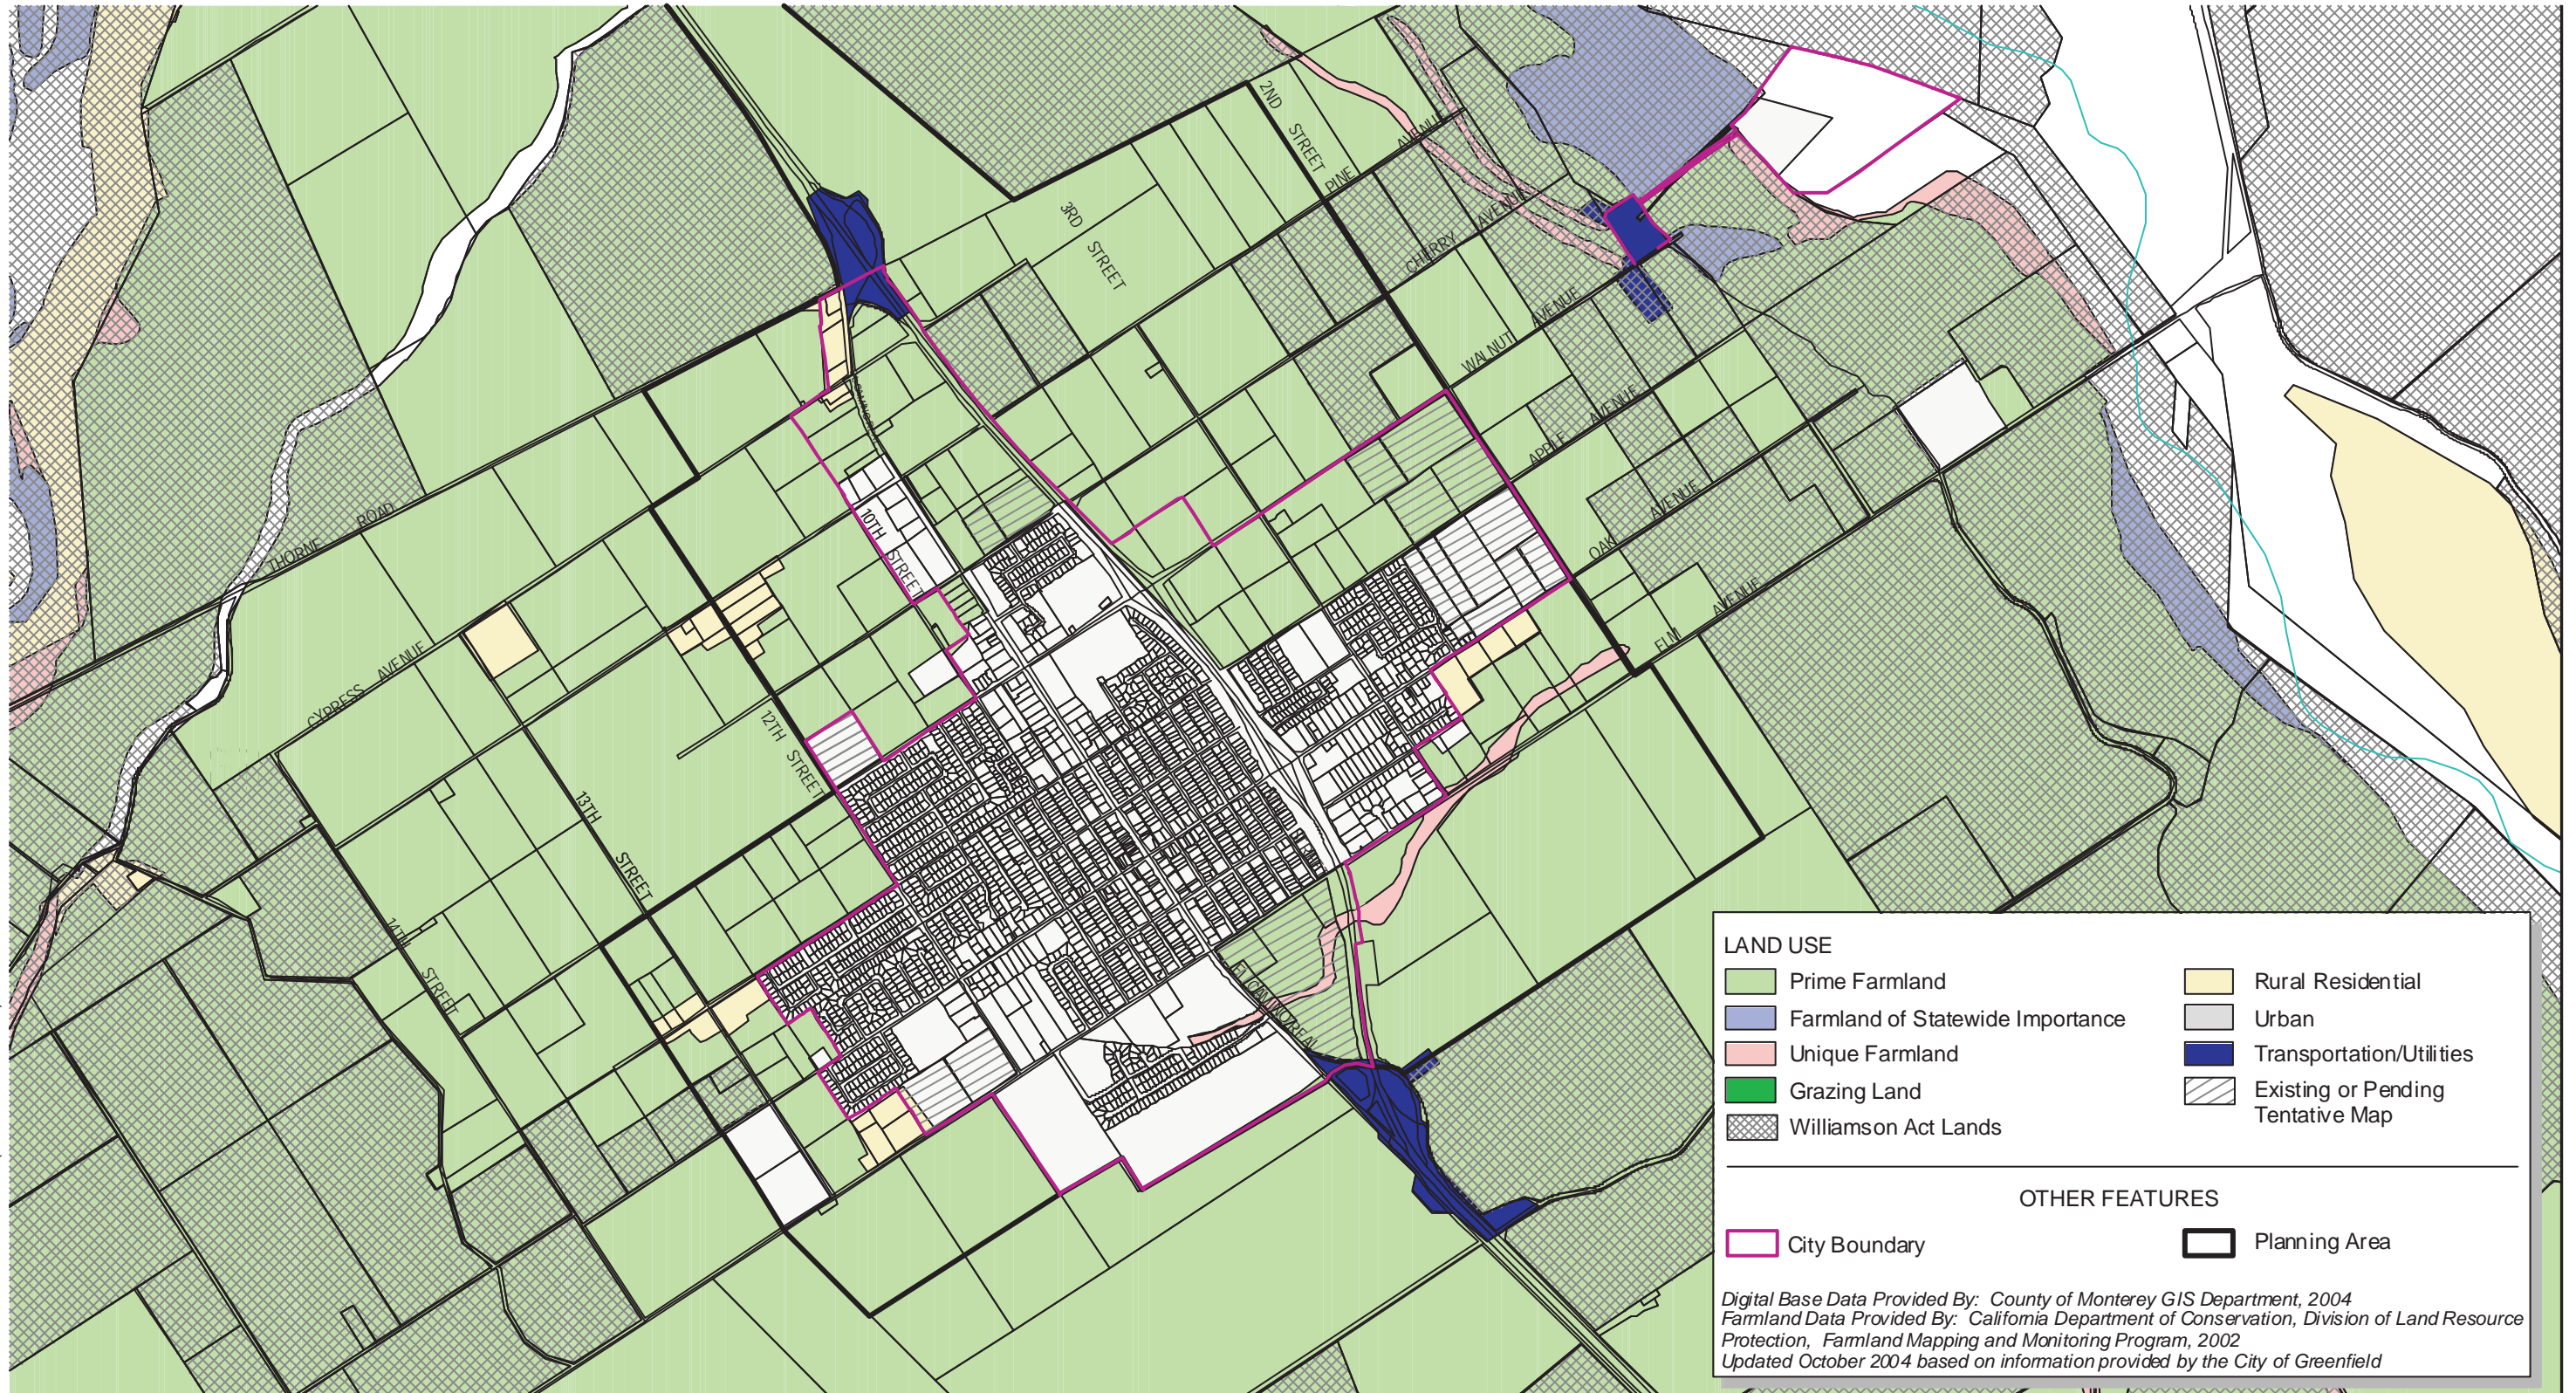 2ND
STREET
PINE
AVENUE
3RD
STREET
CHERRY
AVENUE
WALNUT
AVENUE
APPLE
AVENUE
OAK
AVENUE
ELM
AVENUE
THORNE
ROAD
10TH
STREET
CYPRESS
AVENUE
12TH
STREET
13TH
STREET
14TH
STREET
EL CAMINO REAL
LAND USE
Prime Farmland
Farmland of Statewide Importance
Unique Farmland
Grazing Land
Williamson Act Lands
Rural Residential
Urban
Transportation/Utilities
Existing or Pending
Tentative Map
OTHER FEATURES
City Boundary
Planning Area
Digital Base Data Provided By: County of Monterey GIS Department, 2004
Farmland Data Provided By: California Department of Conservation, Division of Land Resource
Protection, Farmland Mapping and Monitoring Program, 2002
Updated October 2004 based on information provided by the City of Greenfield